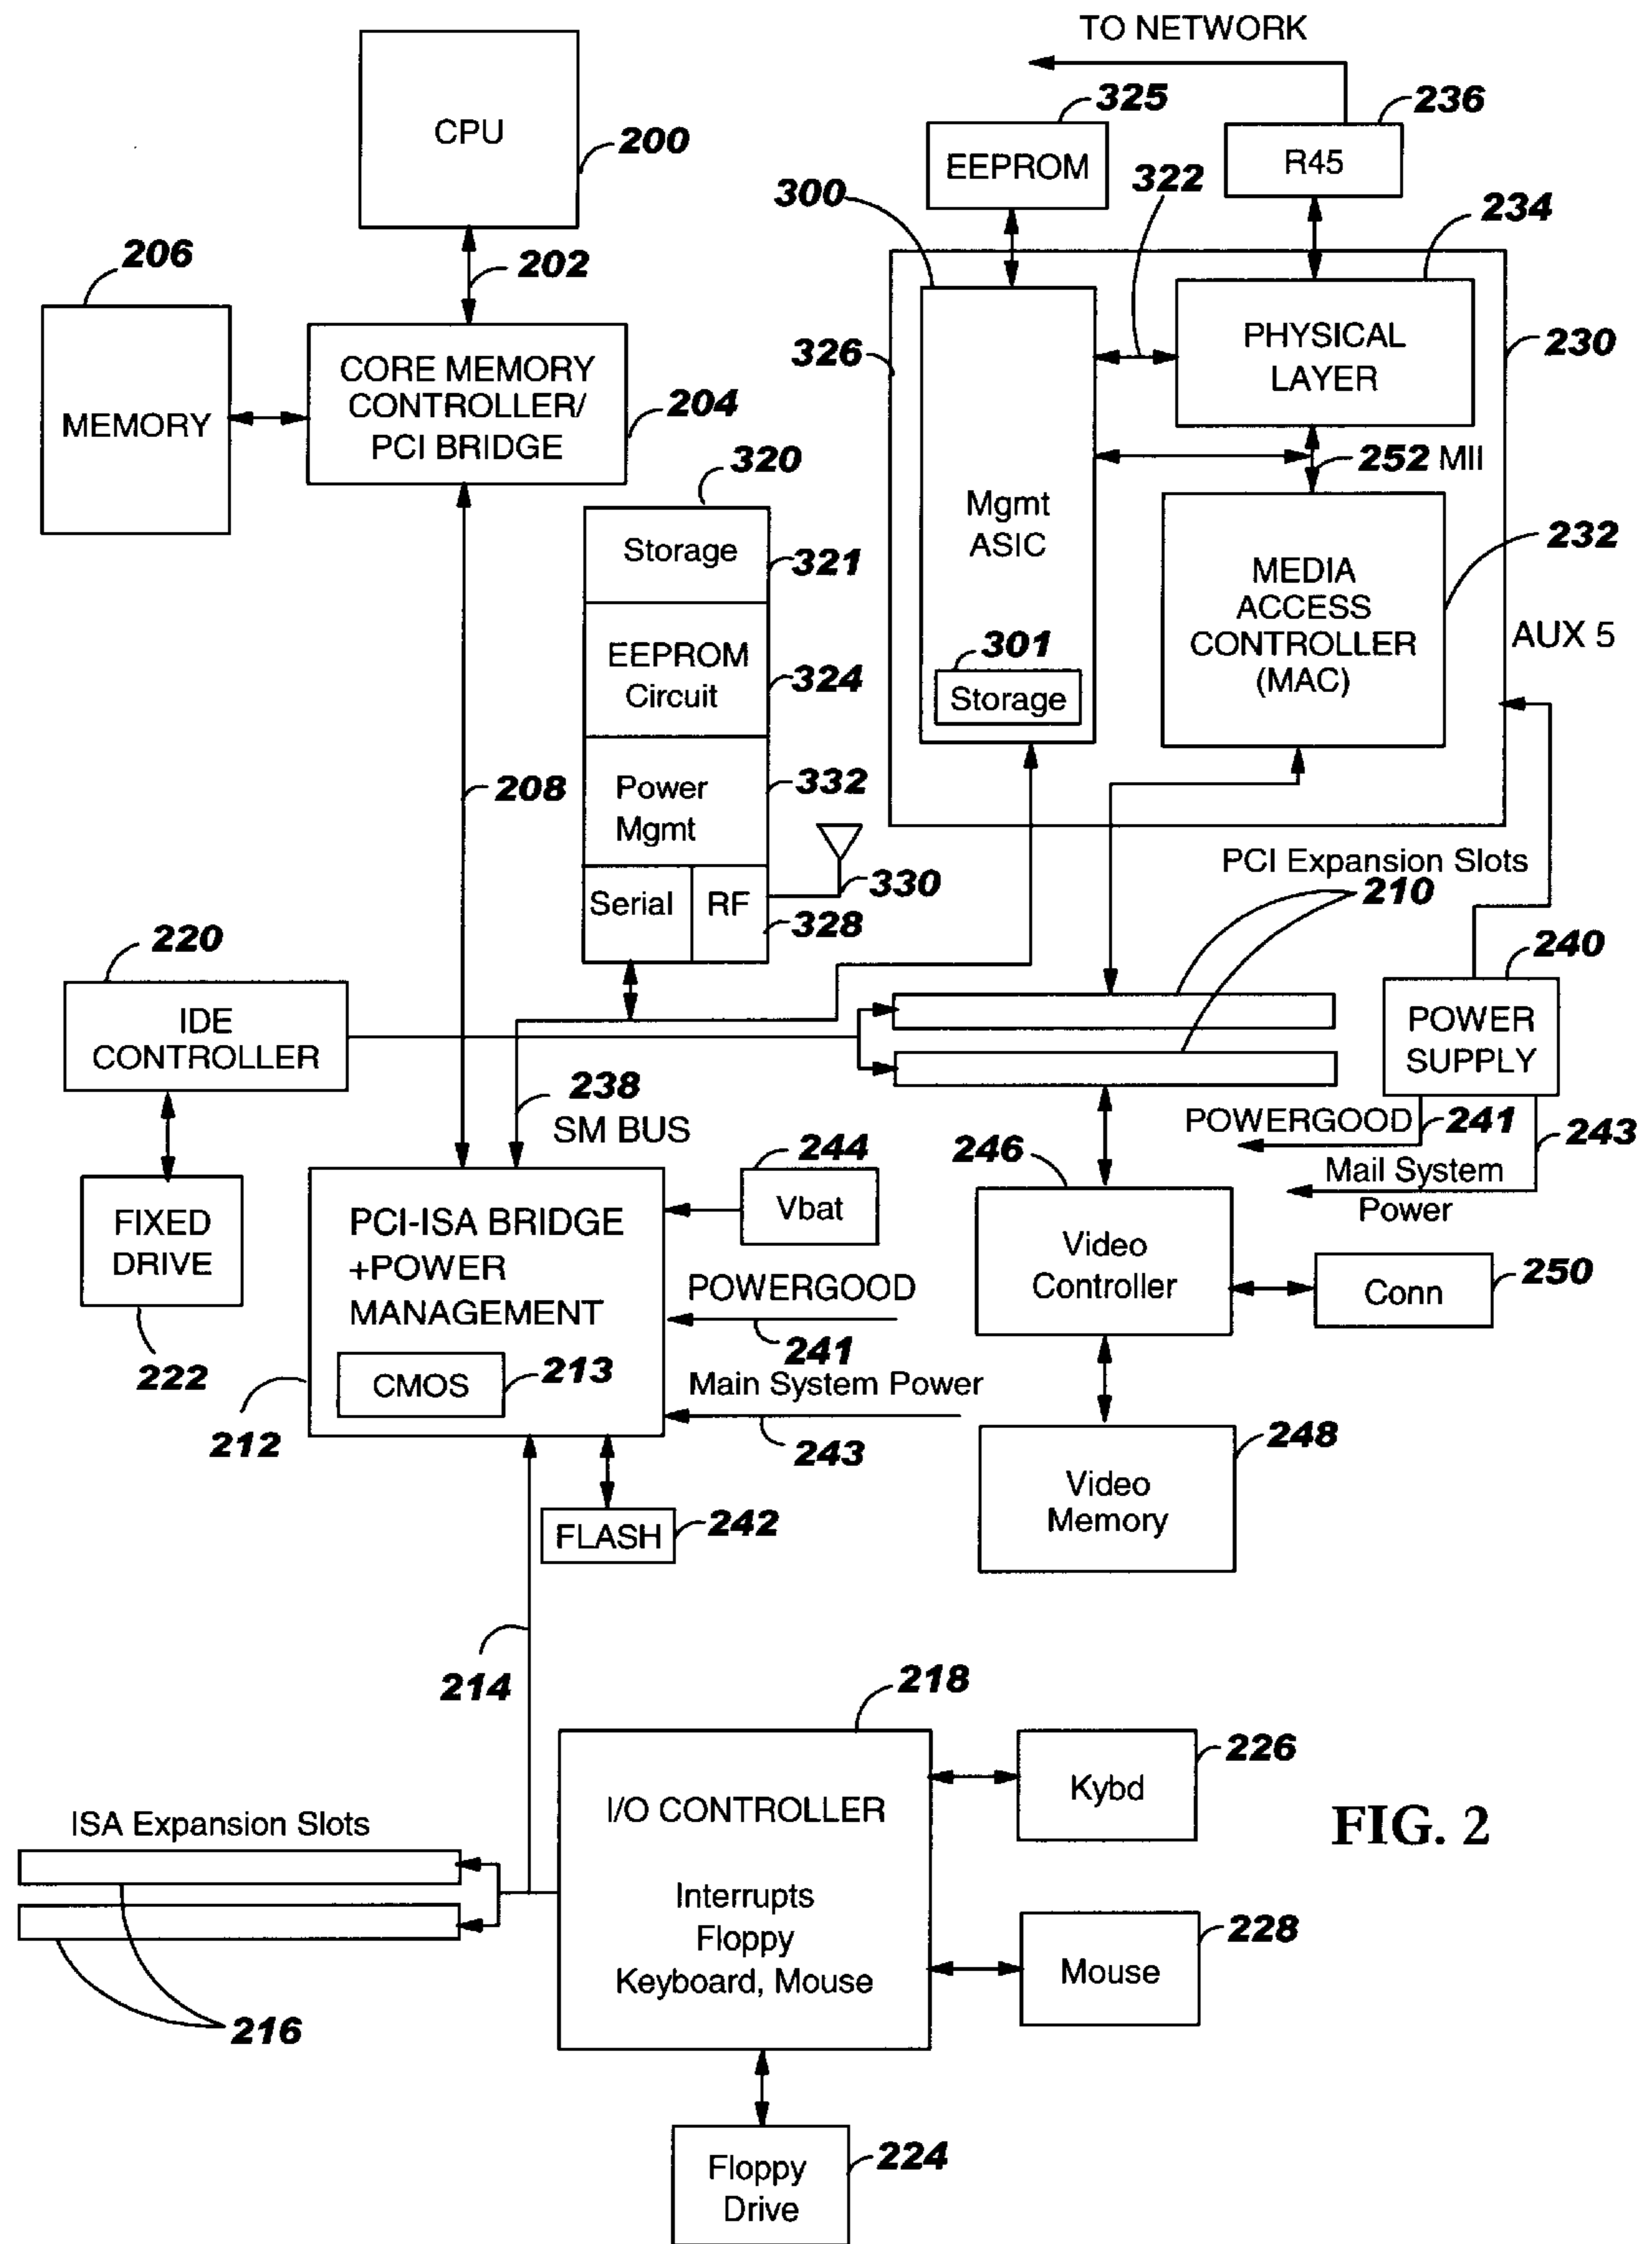 TO NETWORK
CPU
200
325
236
EEPROM
R45
322
300
234
206
202
326
230
PHYSICAL
LAYER
MEMORY
CORE MEMORY
CONTROLLER/
PCI BRIDGE
204
252 MII
320
Mgmt
ASIC
232
Storage
321
MEDIA
ACCESS
CONTROLLER
(MAC)
AUX 5
EEPROM
Circuit
324
301
Storage
208
Power
Mgmt
332
PCI Expansion Slots
210
330
Serial
RF
328
220
240
IDE
CONTROLLER
POWER
SUPPLY
238
SM BUS
POWERGOOD
241
243
244
Vbat
246
Mail System
Power
FIXED
DRIVE
PCI-ISA BRIDGE
+POWER
MANAGEMENT
Video
Controller
Conn
250
POWERGOOD
241
222
CMOS
213
Main System Power
212
243
248
Video
Memory
FLASH
242
214
218
226
Kybd
I/O CONTROLLER
FIG. 2
ISA Expansion Slots
Interrupts
Floppy
Keyboard, Mouse
228
Mouse
216
224
Floppy
Drive